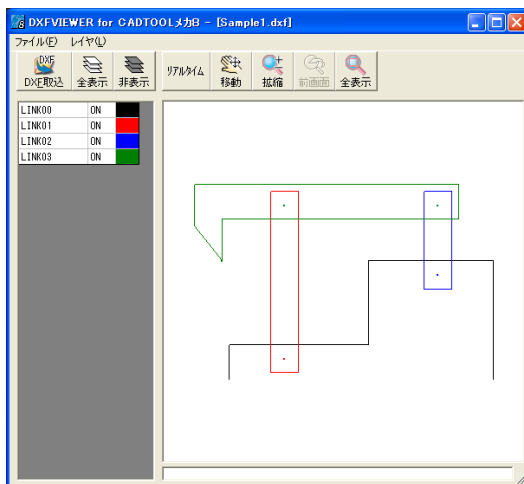 DXFVIEWER for CADTOOLメカ8 - [Sample1.dxf]
ファイル(F) レイヤ(L)
DXF
DXF取込 全表示 非表示 リアルタイム 移動 拡縮 前画面 全表示
LINK00 ON
LINK01 ON
LINK02 ON
LINK03 ON